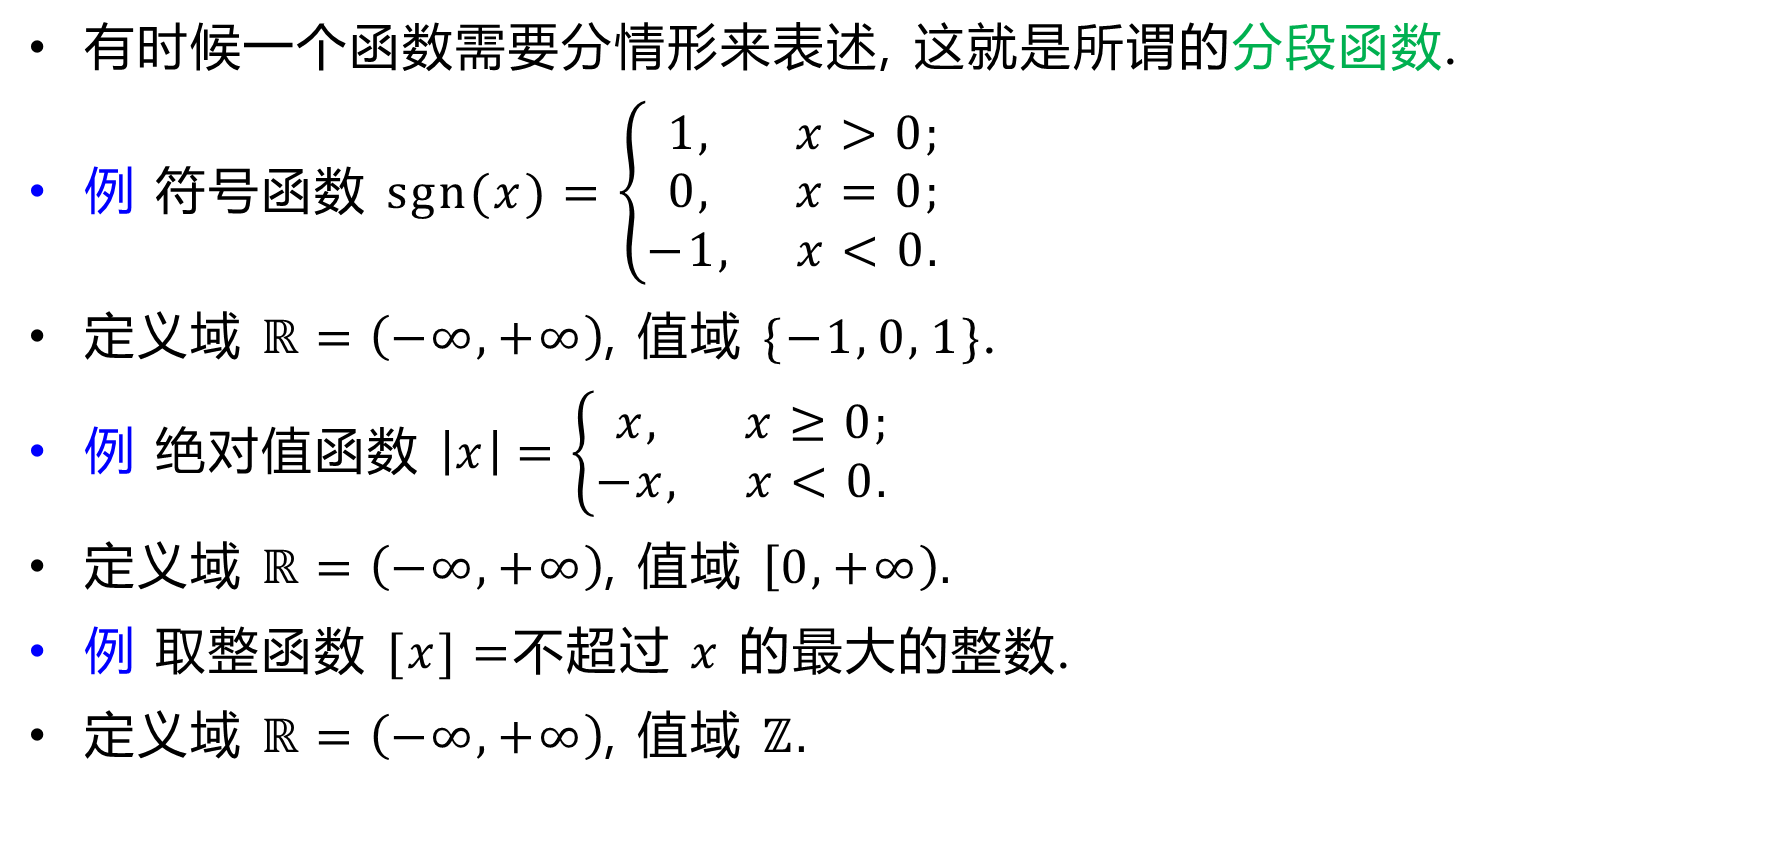 • 有时候一个函数需要分情形来表述, 这就是所谓的分段函数.
• 例 符号函数 sgn(x) = { 1, x > 0; 0, x = 0; −1, x < 0.
• 定义域 ℝ = (−∞, +∞), 值域 {−1, 0, 1}.
• 例 绝对值函数 |x| = { x, x ≥ 0; −x, x < 0.
• 定义域 ℝ = (−∞, +∞), 值域 [0, +∞).
• 例 取整函数 [x] =不超过 x 的最大的整数.
• 定义域 ℝ = (−∞, +∞), 值域 ℤ.